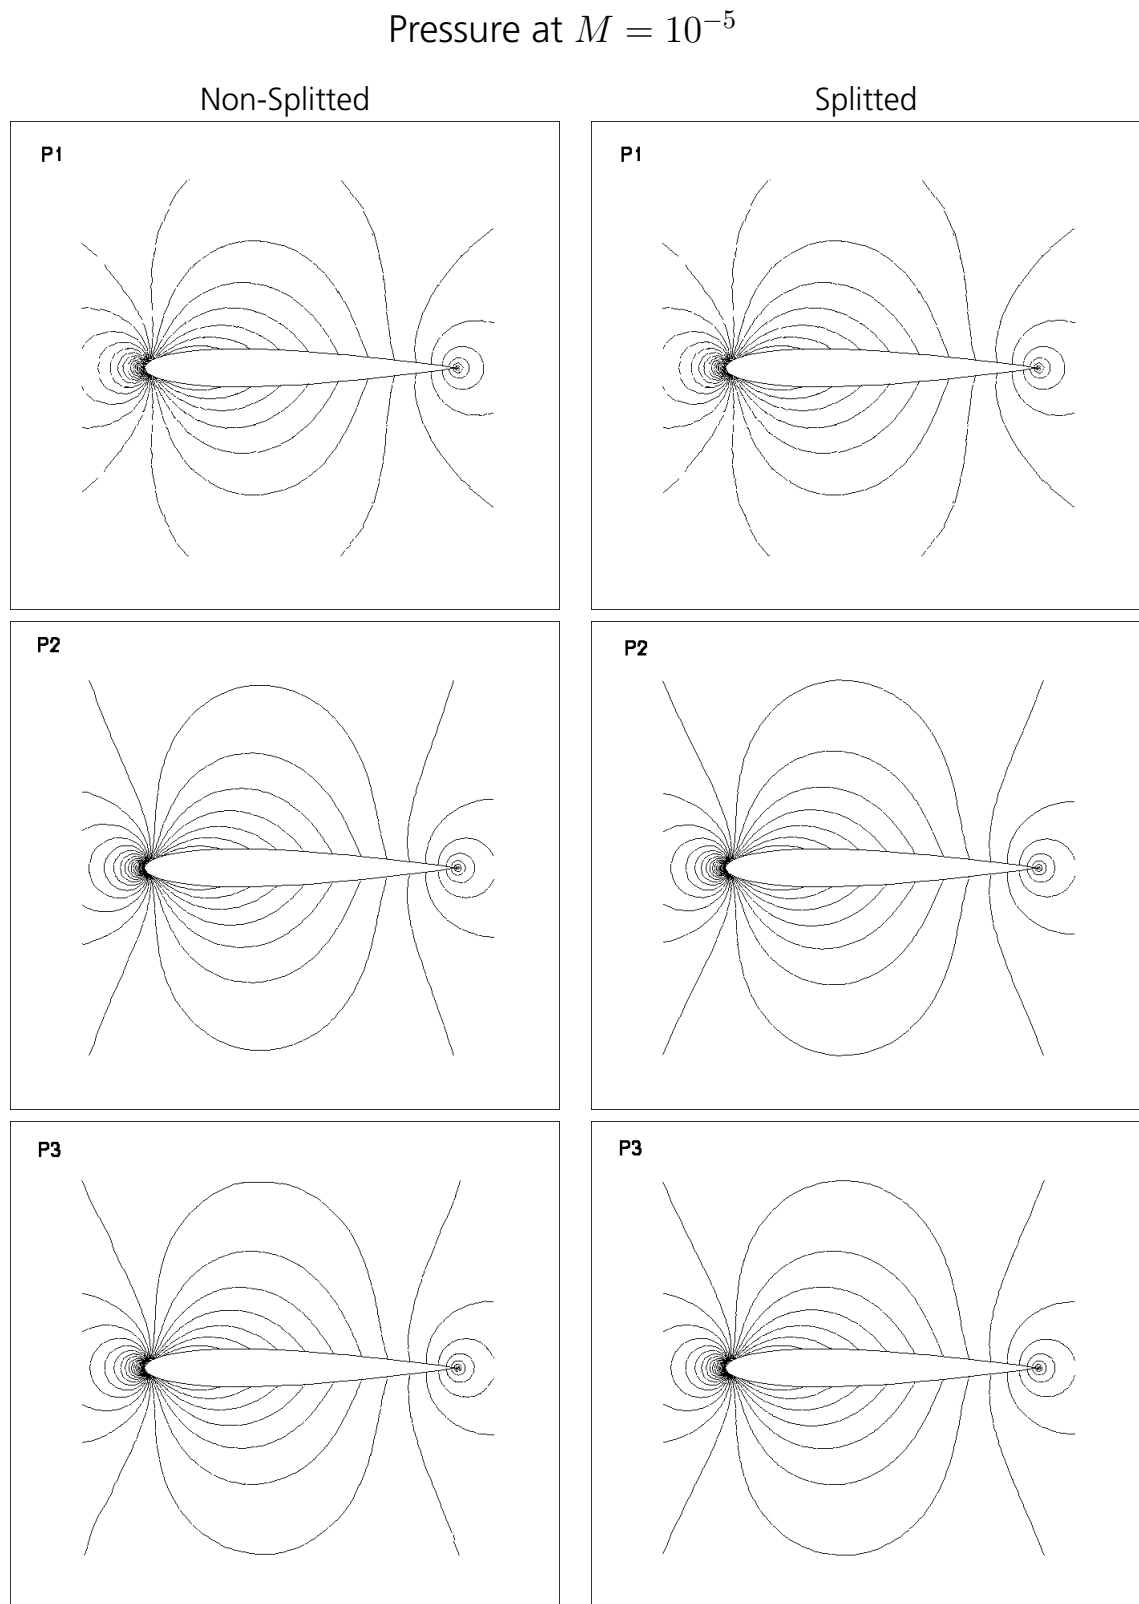 Pressure at $M = 10^{-5}$
Non-Splitted Splitted
P1 P1
P2 P2
P3 P3